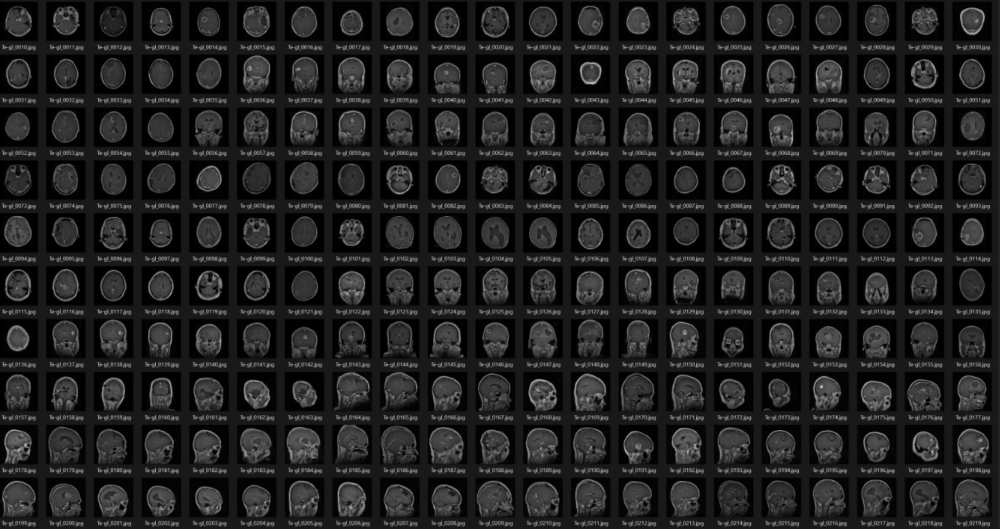 Te-gl_0010.jpg Te-gl_0011.jpg Te-gl_0012.jpg Te-gl_0013.jpg Te-gl_0014.jpg Te-gl_0015.jpg Te-gl_0016.jpg Te-gl_0017.jpg Te-gl_0018.jpg Te-gl_0019.jpg Te-gl_0020.jpg Te-gl_0021.jpg Te-gl_0022.jpg Te-gl_0023.jpg Te-gl_0024.jpg Te-gl_0025.jpg Te-gl_0026.jpg Te-gl_0027.jpg Te-gl_0028.jpg Te-gl_0029.jpg Te-gl_0030.jpg
Te-gl_0031.jpg Te-gl_0032.jpg Te-gl_0033.jpg Te-gl_0034.jpg Te-gl_0035.jpg Te-gl_0036.jpg Te-gl_0037.jpg Te-gl_0038.jpg Te-gl_0039.jpg Te-gl_0040.jpg Te-gl_0041.jpg Te-gl_0042.jpg Te-gl_0043.jpg Te-gl_0044.jpg Te-gl_0045.jpg Te-gl_0046.jpg Te-gl_0047.jpg Te-gl_0048.jpg Te-gl_0049.jpg Te-gl_0050.jpg Te-gl_0051.jpg
Te-gl_0052.jpg Te-gl_0053.jpg Te-gl_0054.jpg Te-gl_0055.jpg Te-gl_0056.jpg Te-gl_0057.jpg Te-gl_0058.jpg Te-gl_0059.jpg Te-gl_0060.jpg Te-gl_0061.jpg Te-gl_0062.jpg Te-gl_0063.jpg Te-gl_0064.jpg Te-gl_0065.jpg Te-gl_0066.jpg Te-gl_0067.jpg Te-gl_0068.jpg Te-gl_0069.jpg Te-gl_0070.jpg Te-gl_0071.jpg Te-gl_0072.jpg
Te-gl_0073.jpg Te-gl_0074.jpg Te-gl_0075.jpg Te-gl_0076.jpg Te-gl_0077.jpg Te-gl_0078.jpg Te-gl_0079.jpg Te-gl_0080.jpg Te-gl_0081.jpg Te-gl_0082.jpg Te-gl_0083.jpg Te-gl_0084.jpg Te-gl_0085.jpg Te-gl_0086.jpg Te-gl_0087.jpg Te-gl_0088.jpg Te-gl_0089.jpg Te-gl_0090.jpg Te-gl_0091.jpg Te-gl_0092.jpg Te-gl_0093.jpg
Te-gl_0094.jpg Te-gl_0095.jpg Te-gl_0096.jpg Te-gl_0097.jpg Te-gl_0098.jpg Te-gl_0099.jpg Te-gl_0100.jpg Te-gl_0101.jpg Te-gl_0102.jpg Te-gl_0103.jpg Te-gl_0104.jpg Te-gl_0105.jpg Te-gl_0106.jpg Te-gl_0107.jpg Te-gl_0108.jpg Te-gl_0109.jpg Te-gl_0110.jpg Te-gl_0111.jpg Te-gl_0112.jpg Te-gl_0113.jpg Te-gl_0114.jpg
Te-gl_0115.jpg Te-gl_0116.jpg Te-gl_0117.jpg Te-gl_0118.jpg Te-gl_0119.jpg Te-gl_0120.jpg Te-gl_0121.jpg Te-gl_0122.jpg Te-gl_0123.jpg Te-gl_0124.jpg Te-gl_0125.jpg Te-gl_0126.jpg Te-gl_0127.jpg Te-gl_0128.jpg Te-gl_0129.jpg Te-gl_0130.jpg Te-gl_0131.jpg Te-gl_0132.jpg Te-gl_0133.jpg Te-gl_0134.jpg Te-gl_0135.jpg
Te-gl_0136.jpg Te-gl_0137.jpg Te-gl_0138.jpg Te-gl_0139.jpg Te-gl_0140.jpg Te-gl_0141.jpg Te-gl_0142.jpg Te-gl_0143.jpg Te-gl_0144.jpg Te-gl_0145.jpg Te-gl_0146.jpg Te-gl_0147.jpg Te-gl_0148.jpg Te-gl_0149.jpg Te-gl_0150.jpg Te-gl_0151.jpg Te-gl_0152.jpg Te-gl_0153.jpg Te-gl_0154.jpg Te-gl_0155.jpg Te-gl_0156.jpg
Te-gl_0157.jpg Te-gl_0158.jpg Te-gl_0159.jpg Te-gl_0160.jpg Te-gl_0161.jpg Te-gl_0162.jpg Te-gl_0163.jpg Te-gl_0164.jpg Te-gl_0165.jpg Te-gl_0166.jpg Te-gl_0167.jpg Te-gl_0168.jpg Te-gl_0169.jpg Te-gl_0170.jpg Te-gl_0171.jpg Te-gl_0172.jpg Te-gl_0173.jpg Te-gl_0174.jpg Te-gl_0175.jpg Te-gl_0176.jpg Te-gl_0177.jpg
Te-gl_0178.jpg Te-gl_0179.jpg Te-gl_0180.jpg Te-gl_0181.jpg Te-gl_0182.jpg Te-gl_0183.jpg Te-gl_0184.jpg Te-gl_0185.jpg Te-gl_0186.jpg Te-gl_0187.jpg Te-gl_0188.jpg Te-gl_0189.jpg Te-gl_0190.jpg Te-gl_0191.jpg Te-gl_0192.jpg Te-gl_0193.jpg Te-gl_0194.jpg Te-gl_0195.jpg Te-gl_0196.jpg Te-gl_0197.jpg Te-gl_0198.jpg
Te-gl_0199.jpg Te-gl_0200.jpg Te-gl_0201.jpg Te-gl_0202.jpg Te-gl_0203.jpg Te-gl_0204.jpg Te-gl_0205.jpg Te-gl_0206.jpg Te-gl_0207.jpg Te-gl_0208.jpg Te-gl_0209.jpg Te-gl_0210.jpg Te-gl_0211.jpg Te-gl_0212.jpg Te-gl_0213.jpg Te-gl_0214.jpg Te-gl_0215.jpg Te-gl_0216.jpg Te-gl_0217.jpg Te-gl_0218.jpg Te-gl_0219.jpg